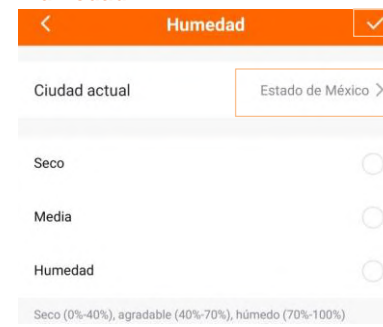 Humedad
Ciudad actual Estado de México
Seco
Media
Humedad
Seco (0%-40%), agradable (40%-70%), húmedo (70%-100%)